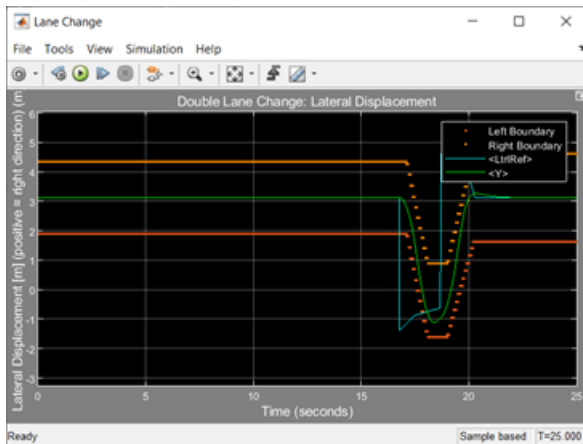 Lane Change
File Tools View Simulation Help
Double Lane Change: Lateral Displacement
Lateral Displacement [m] (positive = right direction) (m
6
5
4
3
2
1
0
-1
-2
-3
Left Boundary
Right Boundary
<LtrlRef>
<Y>
0 5 10 15 20 25
Time (seconds)
Ready Sample based T=25.000